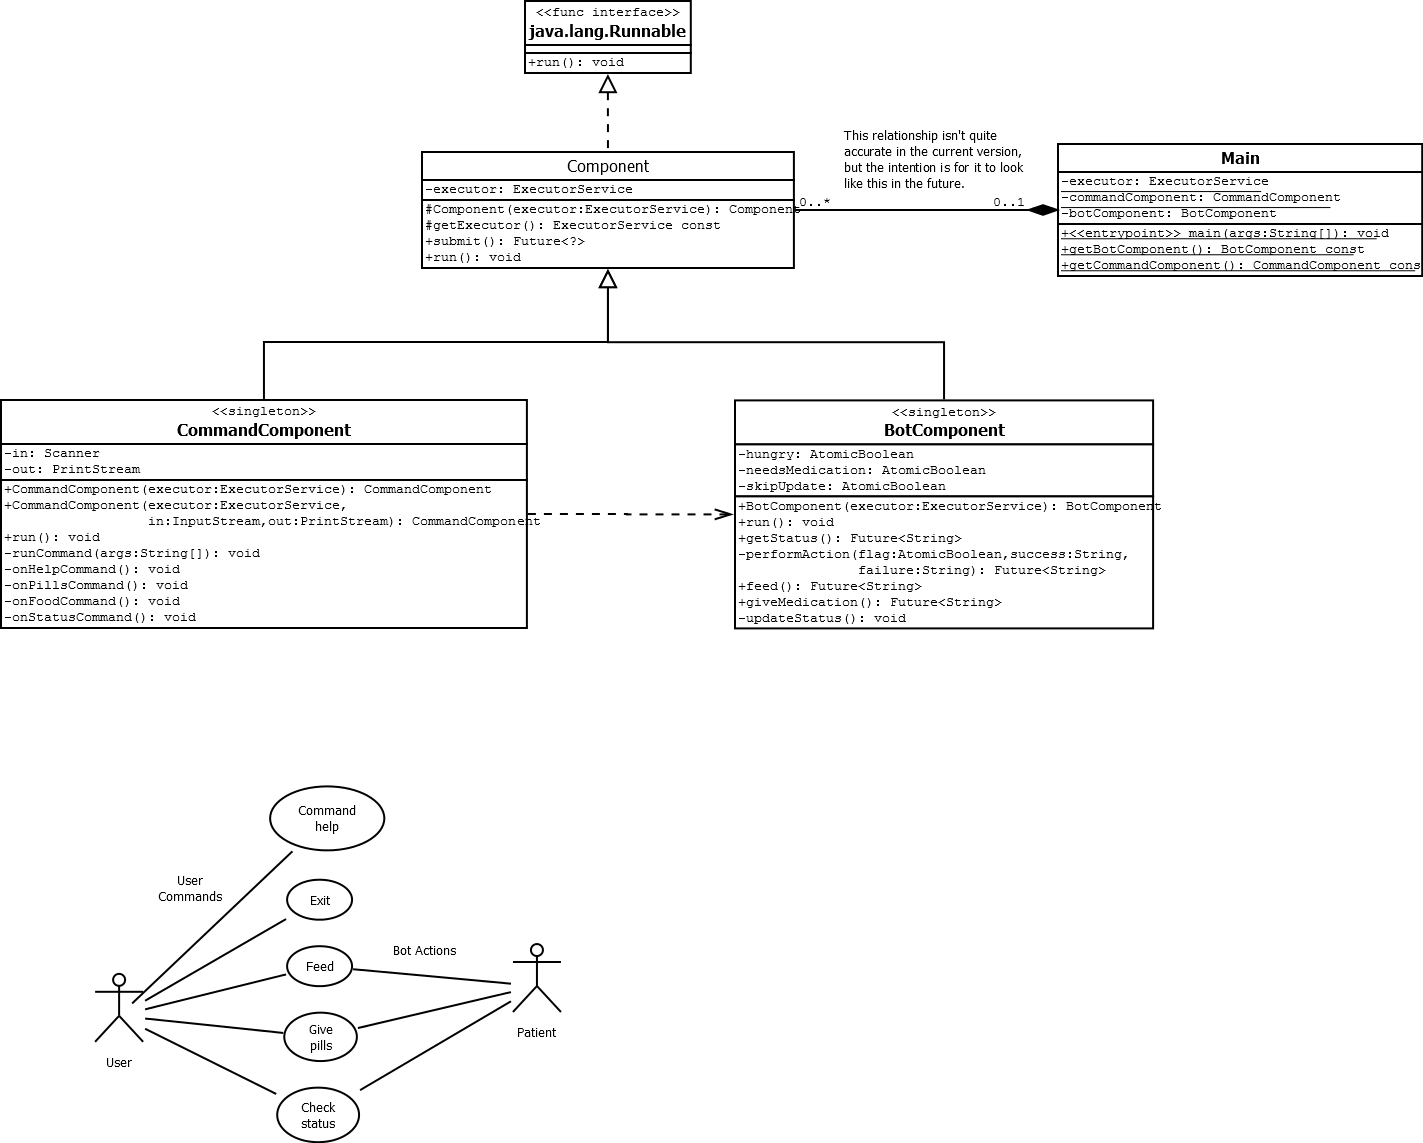 <<func interface>>
java.lang.Runnable
+run(): void
This relationship isn't quite
accurate in the current version,
but the intention is for it to look
like this in the future.
Component
-executor: ExecutorService
#Component(executor:ExecutorService): Component
#getExecutor(): ExecutorService const
+submit(): Future<?>
+run(): void
0..*
0..1
Main
-executor: ExecutorService
-commandComponent: CommandComponent
-botComponent: BotComponent
+<<entrypoint>> main(args:String[]): void
+getBotComponent(): BotComponent const
+getCommandComponent(): CommandComponent cons
<<singleton>>
CommandComponent
-in: Scanner
-out: PrintStream
+CommandComponent(executor:ExecutorService): CommandComponent
+CommandComponent(executor:ExecutorService,
in:InputStream,out:PrintStream): CommandComponent
+run(): void
-runCommand(args:String[]): void
-onHelpCommand(): void
-onPillsCommand(): void
-onFoodCommand(): void
-onStatusCommand(): void
<<singleton>>
BotComponent
-hungry: AtomicBoolean
-needsMedication: AtomicBoolean
-skipUpdate: AtomicBoolean
+BotComponent(executor:ExecutorService): BotComponent
+run(): void
+getStatus(): Future<String>
-performAction(flag:AtomicBoolean,success:String,
failure:String): Future<String>
+feed(): Future<String>
+giveMedication(): Future<String>
-updateStatus(): void
Command
help
User
Commands
Exit
Feed
Bot Actions
Give
pills
Patient
User
Check
status